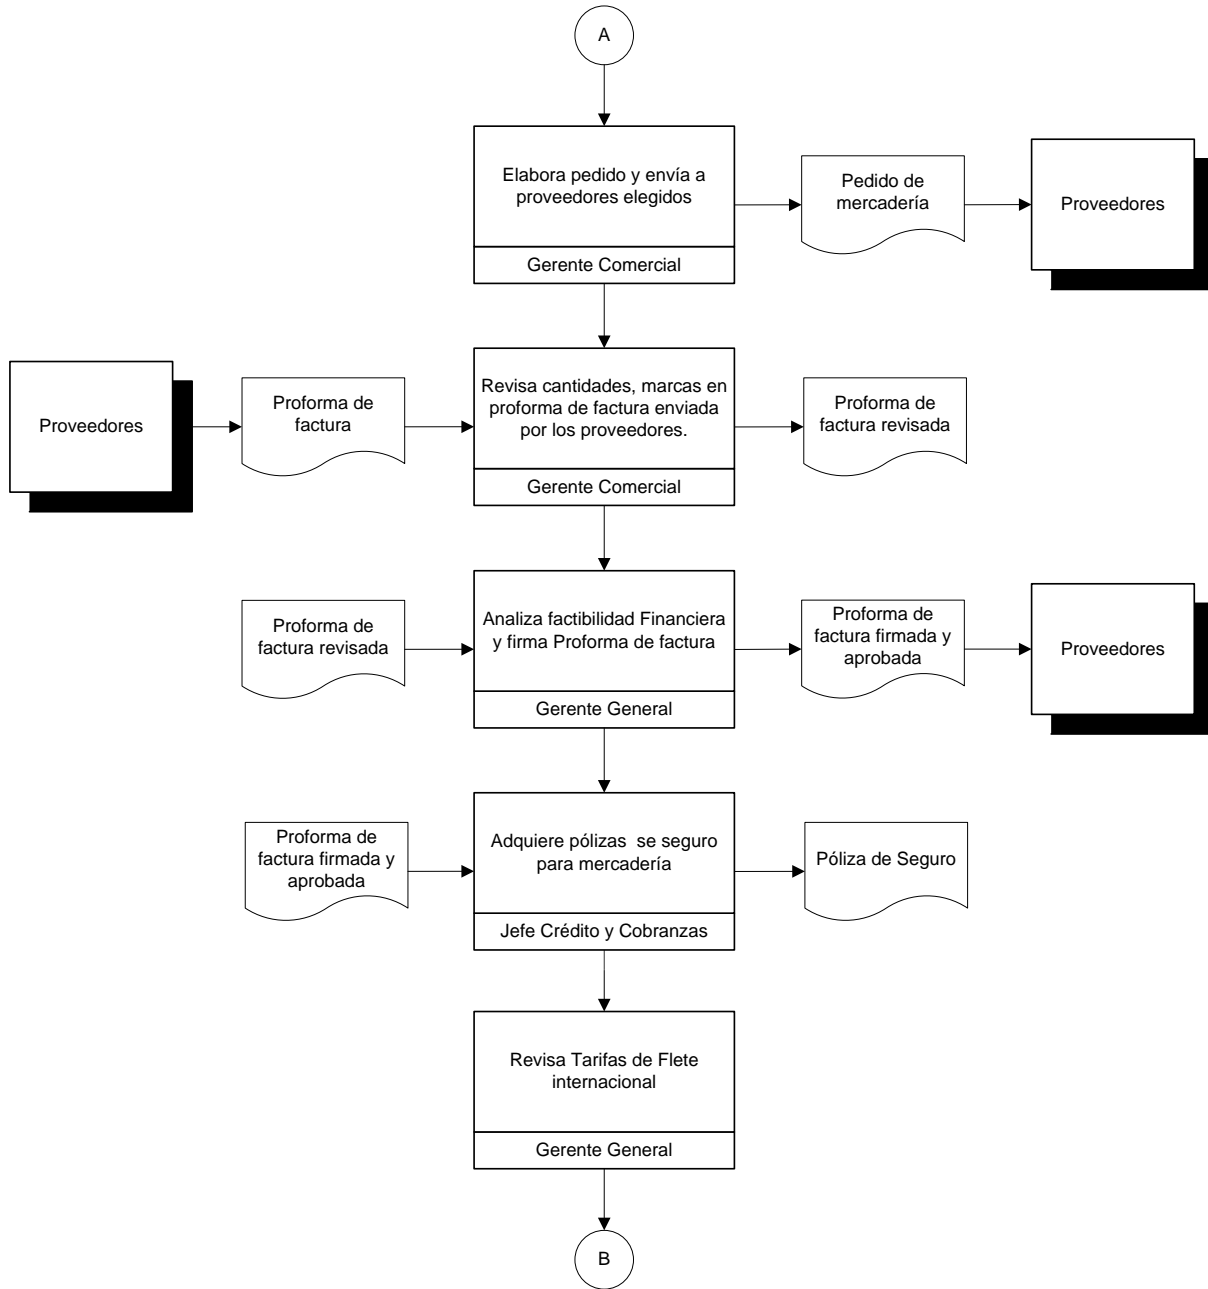 A
Elabora pedido y envía a
proveedores elegidos
Gerente Comercial
Pedido de
mercadería
Proveedores
Proveedores
Proforma de
factura
Revisa cantidades, marcas en
proforma de factura enviada
por los proveedores.
Gerente Comercial
Proforma de
factura revisada
Proforma de
factura revisada
Analiza factibilidad Financiera
y firma Proforma de factura
Gerente General
Proforma de
factura firmada y
aprobada
Proveedores
Proforma de
factura firmada y
aprobada
Adquiere pólizas  se seguro
para mercadería
Jefe Crédito y Cobranzas
Póliza de Seguro
Revisa Tarifas de Flete
internacional
Gerente General
B